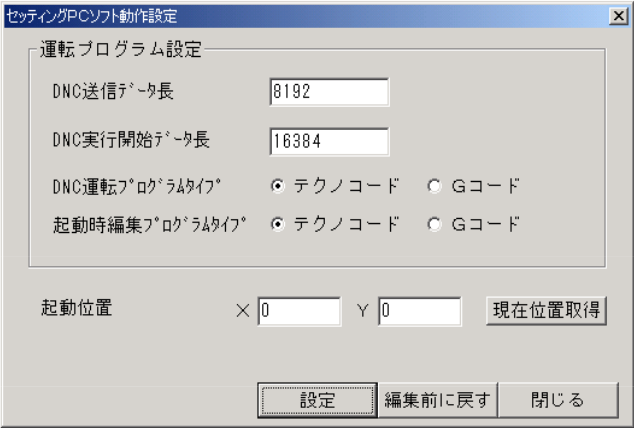 セッティングPCソフト動作設定
運転プログラム設定
DNC送信ﾃﾞｰﾀ長 8192
DNC実行開始ﾃﾞｰﾀ長 16384
DNC運転ﾌﾟﾛｸﾞﾗﾑﾀｲﾌﾟ テクノコード Gコード
起動時編集ﾌﾟﾛｸﾞﾗﾑﾀｲﾌﾟ テクノコード Gコード
起動位置 X 0 Y 0 現在位置取得
設定 編集前に戻す 閉じる